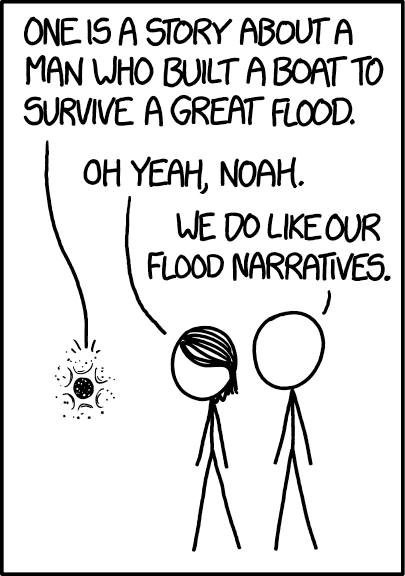 ONE IS A STORY ABOUT A
MAN WHO BUILT A BOAT TO
SURVIVE A GREAT FLOOD.
OH YEAH, NOAH.
WE DO LIKE OUR
FLOOD NARRATIVES.